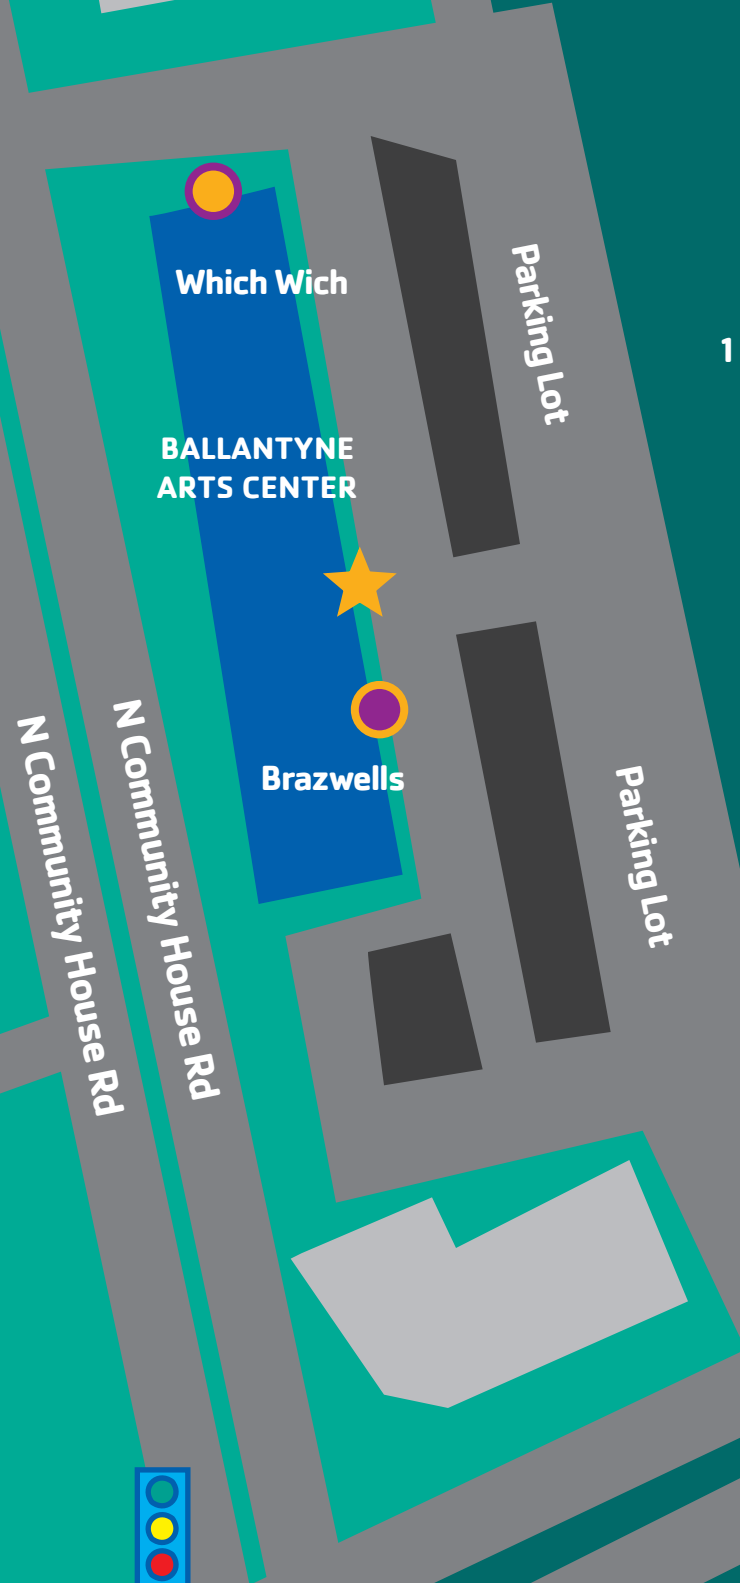 Which Wich
Parking Lot
1
BALLANTYNE
ARTS CENTER
Brazwells
Parking Lot
N Community House Rd
N Community House Rd